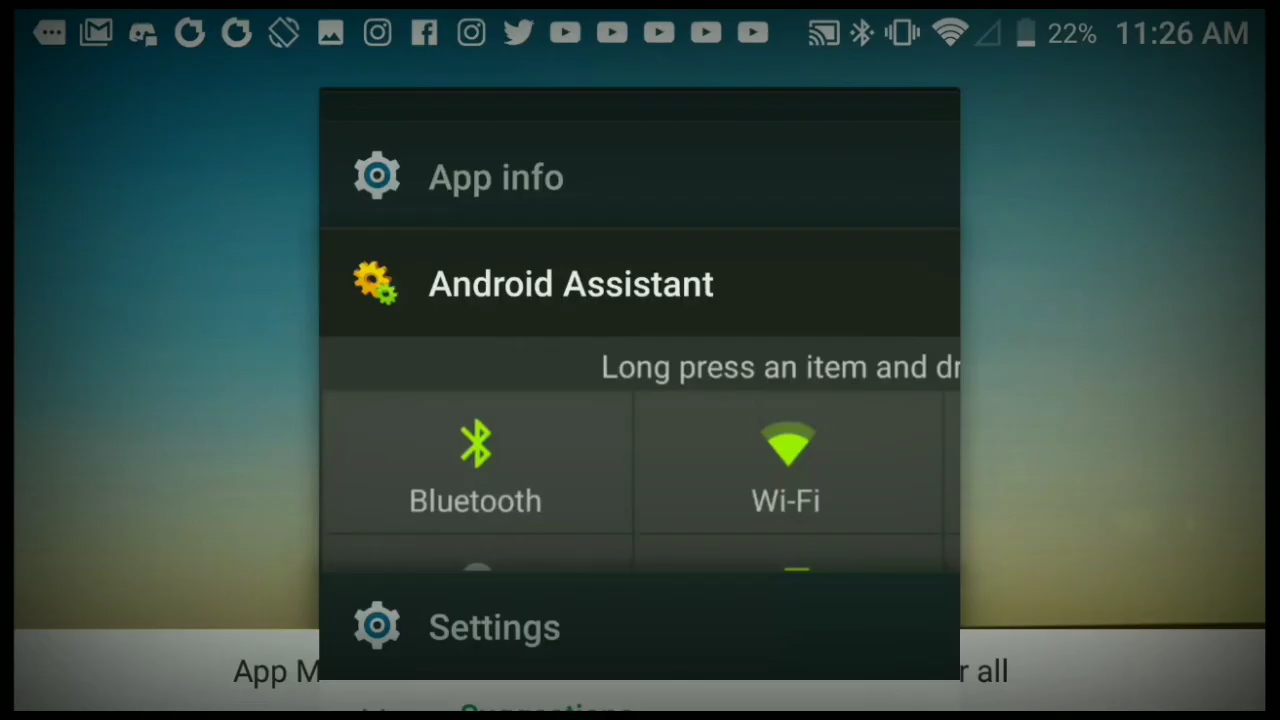 22% 11:26 AM
App info
Android Assistant
Long press an item and dr
Bluetooth
Wi-Fi
Settings
App M
r all
Suggestions